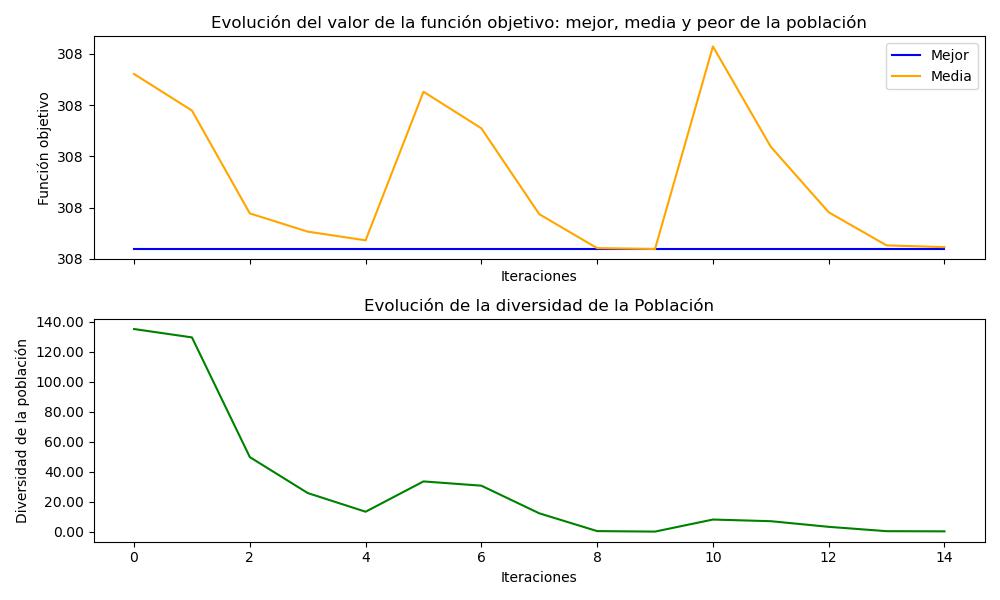 Evolución del valor de la función objetivo: mejor, media y peor de la población
Función objetivo
308
308
308
308
308
Mejor
Media
Iteraciones
Evolución de la diversidad de la Población
Diversidad de la población
140.00
120.00
100.00
80.00
60.00
40.00
20.00
0.00
0 2 4 6 8 10 12 14
Iteraciones